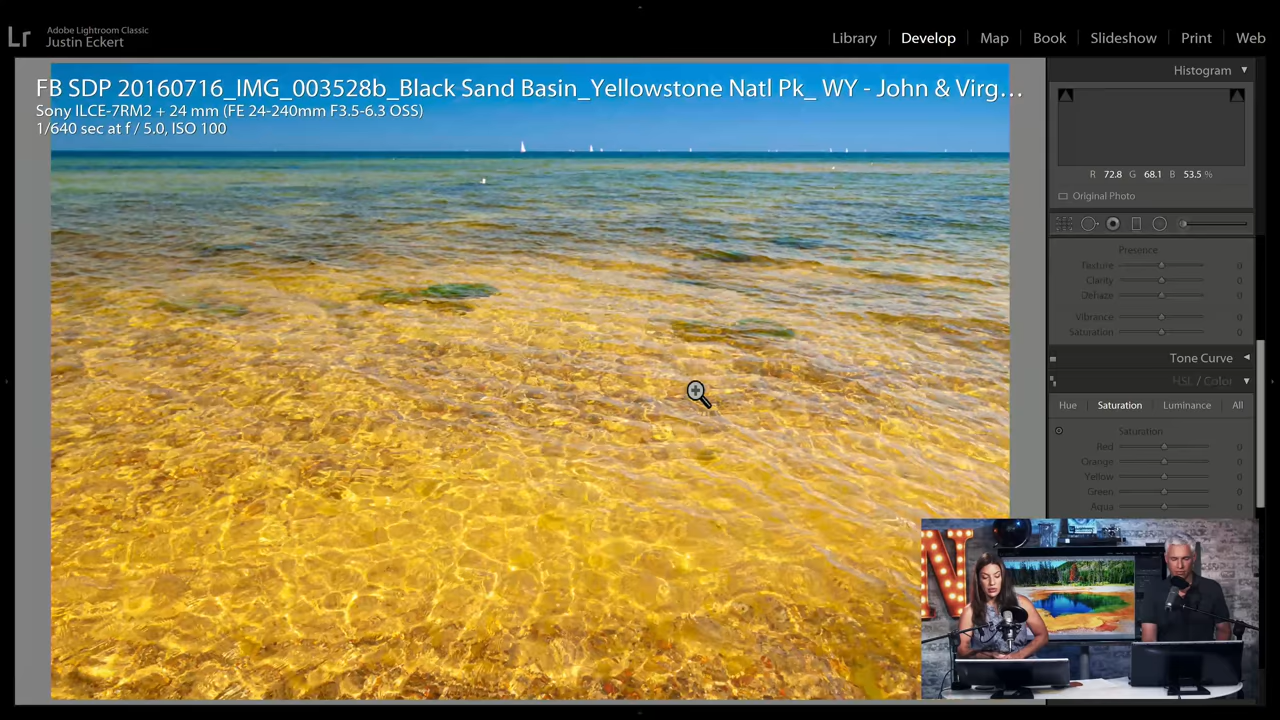 Lr
Adobe Lightroom Classic
Justin Eckert
Library Develop Map Book Slideshow Print Web
FB SDP 20160716_IMG_003528b_Black Sand Basin_Yellowstone Natl Pk_ WY - John & Virg...
Sony ILCE-7RM2 + 24 mm (FE 24-240mm F3.5-6.3 OSS)
1/640 sec at f / 5.0, ISO 100
Histogram
R 72.8 G 68.1 B 53.5 %
Original Photo
Presence
Texture 0
Clarity 0
Dehaze 0
Vibrance 0
Saturation 0
Tone Curve
HSL / Color
Hue Saturation Luminance All
Saturation
Red 0
Orange 0
Yellow 0
Green 0
Aqua 0
N